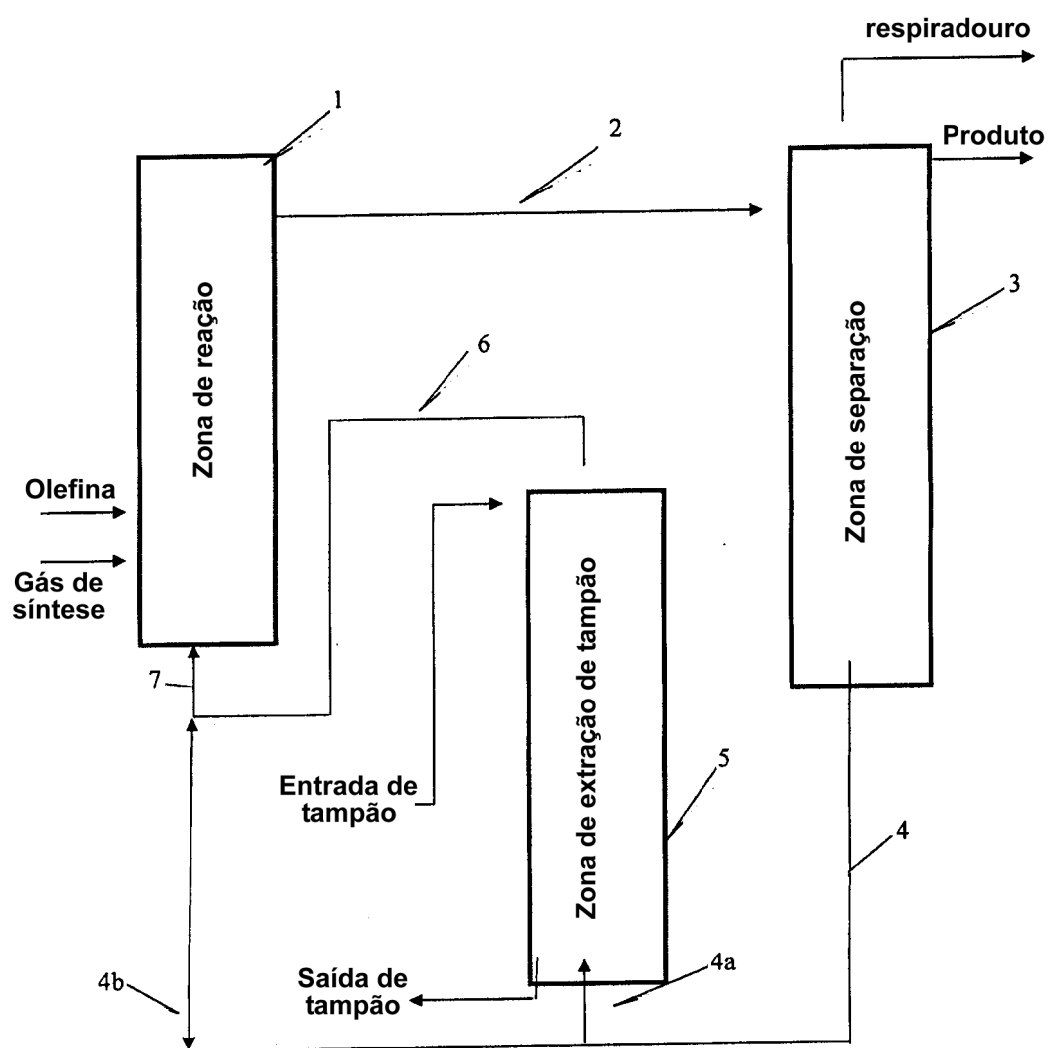 respiradouro
1
2
Produto
3
Zona de reação
Zona de separação
6
Olefina
Gás de
síntese
Zona de extração de tampão
7
5
Entrada de
tampão
4
4a
Saída de
tampão
4b